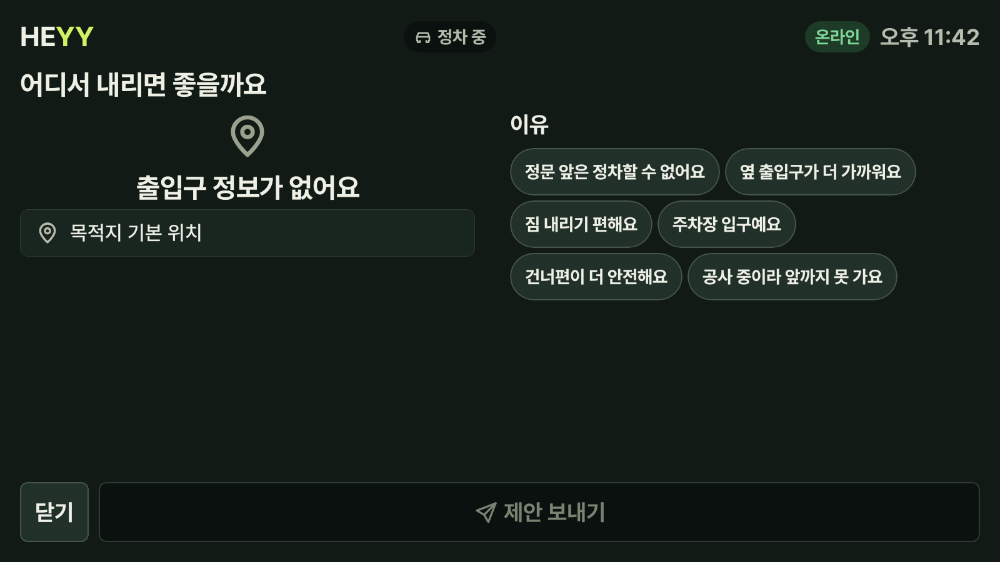 HEYY
정차 중
온라인 오후 11:42
어디서 내리면 좋을까요
출입구 정보가 없어요
목적지 기본 위치
이유
정문 앞은 정차할 수 없어요
옆 출입구가 더 가까워요
짐 내리기 편해요
주차장 입구예요
건너편이 더 안전해요
공사 중이라 앞까지 못 가요
닫기
제안 보내기